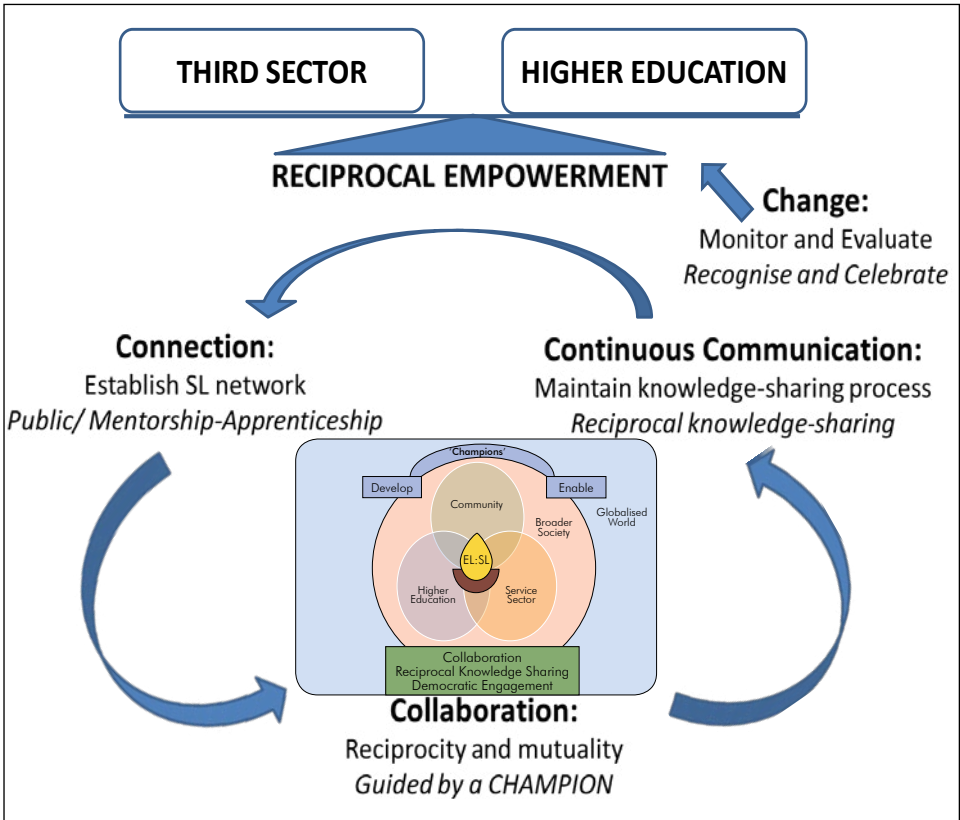 THIRD SECTOR
HIGHER EDUCATION
RECIPROCAL EMPOWERMENT
Change:
Monitor and Evaluate
Recognise and Celebrate
Connection:
Establish SL network
Public/ Mentorship-Apprenticeship
Continuous Communication:
Maintain knowledge-sharing process
Reciprocal knowledge-sharing
'Champions'
Develop
Enable
Community
Globalised
World
Broader
Society
EL:SL
Higher
Education
Service
Sector
Collaboration
Reciprocal Knowledge Sharing
Democratic Engagement
Collaboration:
Reciprocity and mutuality
Guided by a CHAMPION